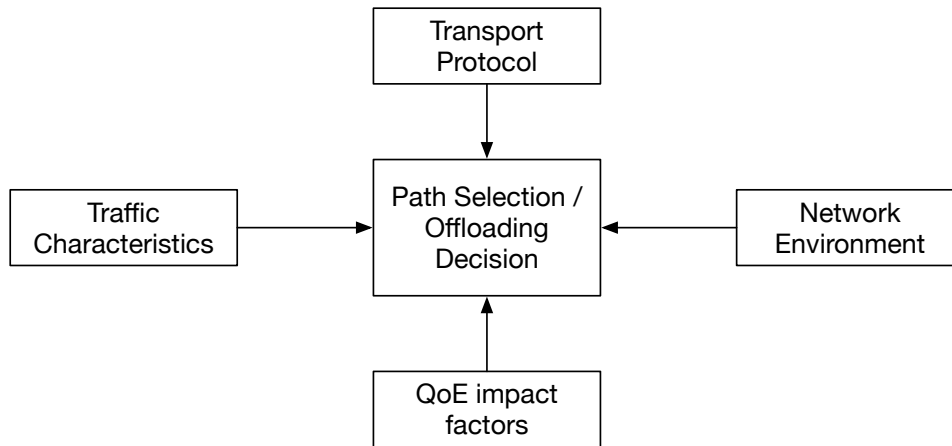 Transport
Protocol
Traffic
Characteristics
Path Selection /
Offloading
Decision
Network
Environment
QoE impact
factors